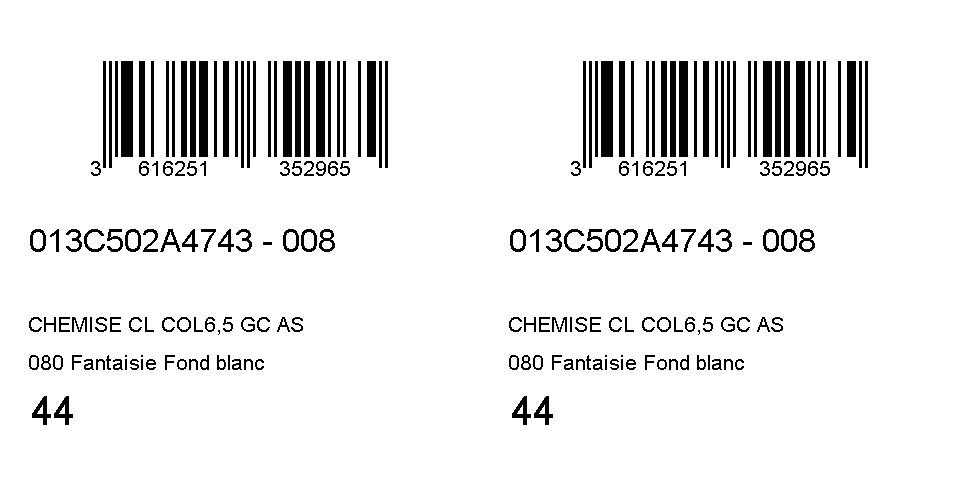 3 616251 352965
013C502A4743 - 008
CHEMISE CL COL6,5 GC AS
080 Fantaisie Fond blanc
44
3 616251 352965
013C502A4743 - 008
CHEMISE CL COL6,5 GC AS
080 Fantaisie Fond blanc
44